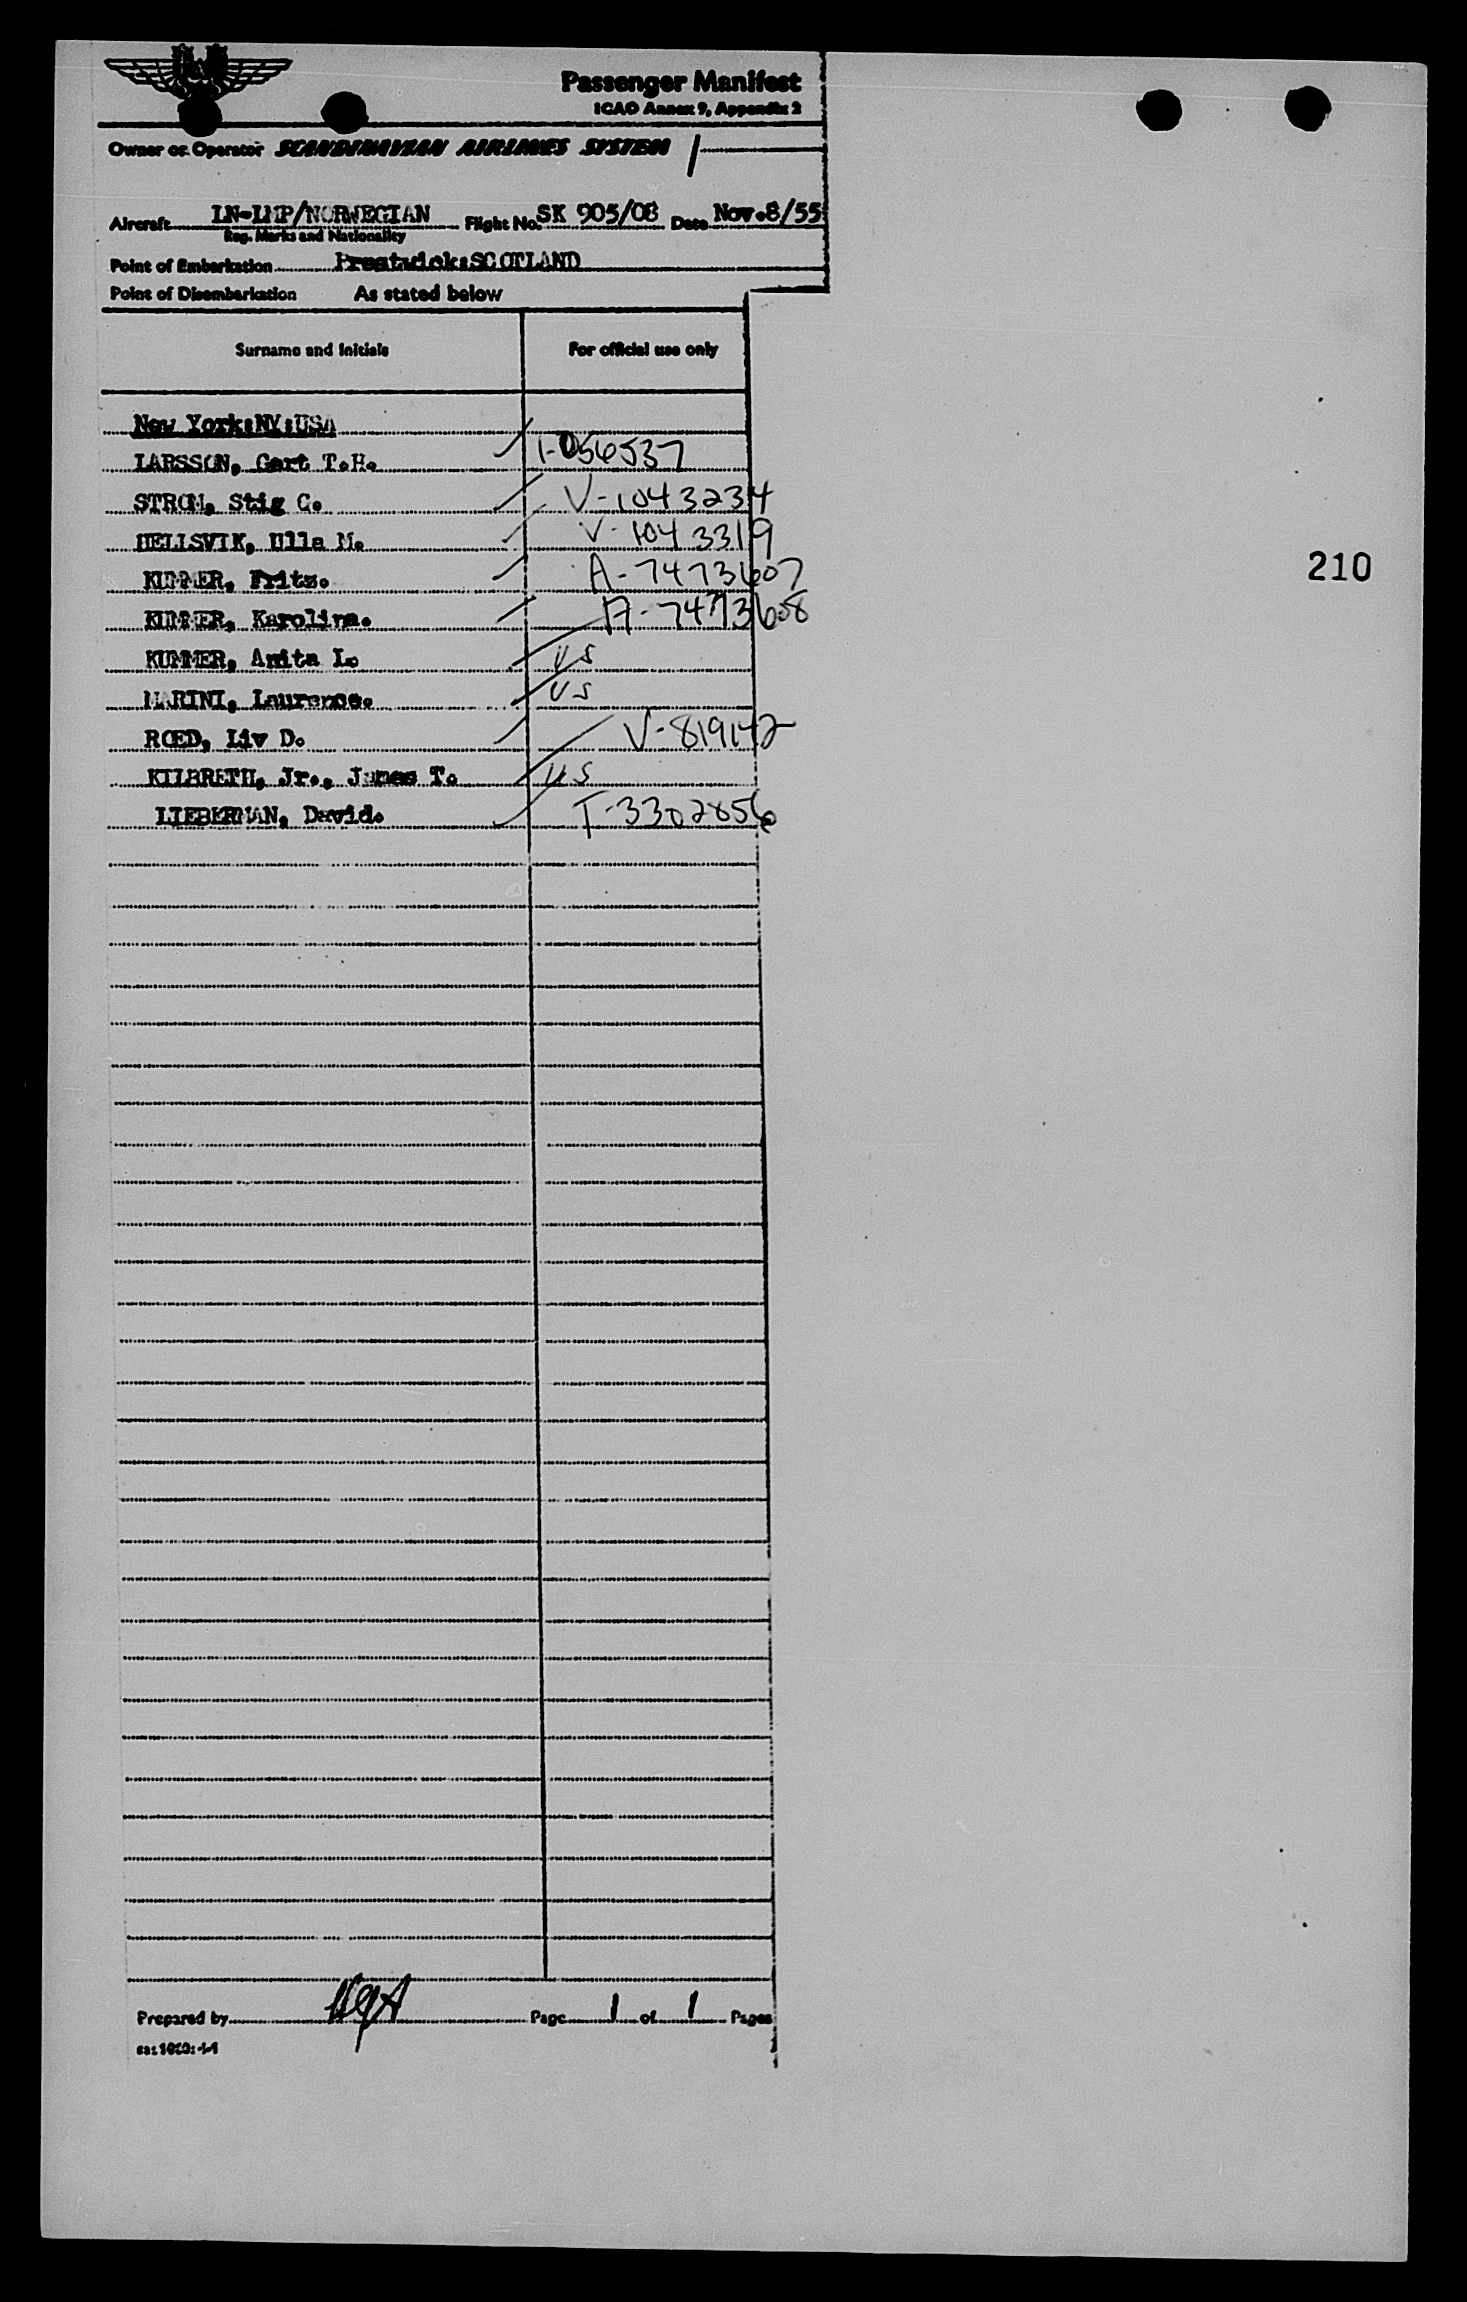 Passenger Manifest
ICAO Annex 9, Appendix 2
Owner or Operator SCANDINAVIAN AIRLINES SYSTEM 1
Aircraft LN-LMP/NORWEGIAN Flight No. SK 905/08 Date Nov.8/55
Reg. Marks and Nationality
Point of Embarkation Prestwick:SCOTLAND
Point of Disembarkation As stated below
Surname and Initials For official use only
New York:NY:USA
LARSSON, Gert T.H. 1-056537
STROM, Stig C. V-1043234
HELLSVIK, Ulla M. V-1043319
KUMMER, Fritz. A-7473607
KUMMER, Karolina. A-7473608
KUMMER, Anita L. US
MARINI, Laurence. US
ROED, Liv D. V-819142
KILBRETH, Jr., James T. US
LIEBERMAN, David. T-3302856
210
Prepared by Page 1 of 1 Pages